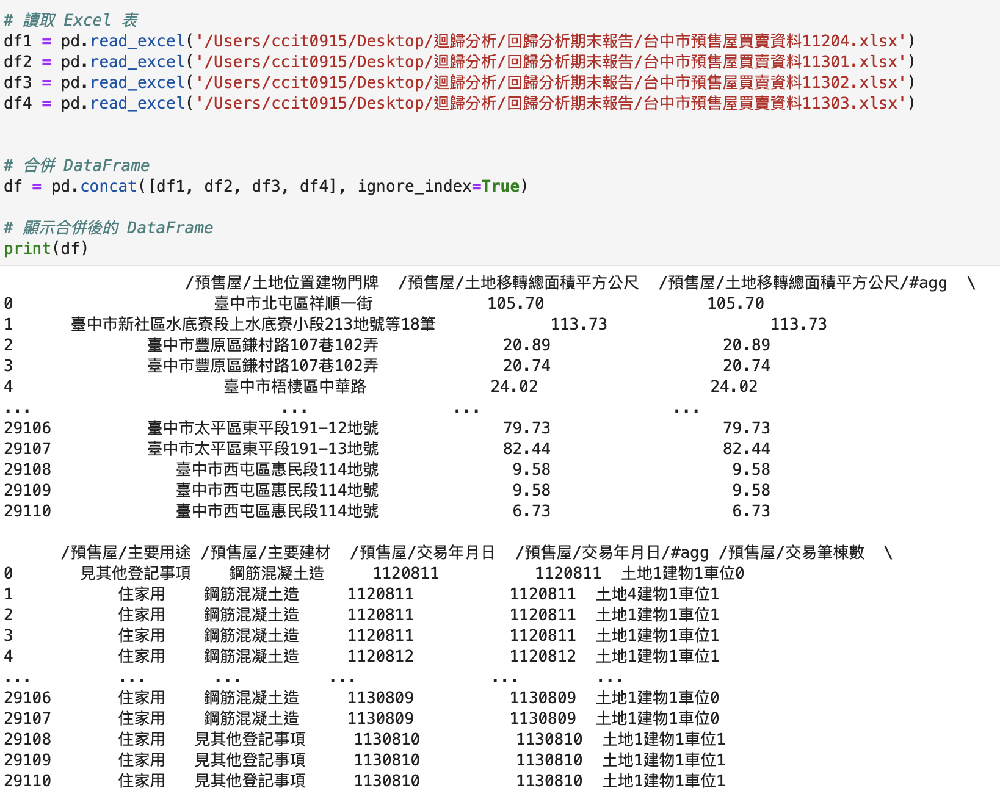 # 讀取 Excel 表
df1 = pd.read_excel('/Users/ccit0915/Desktop/迴歸分析/回歸分析期末報告/台中市預售屋買賣資料11204.xlsx')
df2 = pd.read_excel('/Users/ccit0915/Desktop/迴歸分析/回歸分析期末報告/台中市預售屋買賣資料11301.xlsx')
df3 = pd.read_excel('/Users/ccit0915/Desktop/迴歸分析/回歸分析期末報告/台中市預售屋買賣資料11302.xlsx')
df4 = pd.read_excel('/Users/ccit0915/Desktop/迴歸分析/回歸分析期末報告/台中市預售屋買賣資料11303.xlsx')
# 合併 DataFrame
df = pd.concat([df1, df2, df3, df4], ignore_index=True)
# 顯示合併後的 DataFrame
print(df)
/預售屋/土地位置建物門牌 /預售屋/土地移轉總面積平方公尺 /預售屋/土地移轉總面積平方公尺/#agg \
0 臺中市北屯區祥順一街 105.70 105.70
1 臺中市新社區水底寮段上水底寮小段213地號等18筆 113.73 113.73
2 臺中市豐原區鎌村路107巷102弄 20.89 20.89
3 臺中市豐原區鎌村路107巷102弄 20.74 20.74
4 臺中市梧棲區中華路 24.02 24.02
... ... ... ...
29106 臺中市太平區東平段191-12地號 79.73 79.73
29107 臺中市太平區東平段191-13地號 82.44 82.44
29108 臺中市西屯區惠民段114地號 9.58 9.58
29109 臺中市西屯區惠民段114地號 9.58 9.58
29110 臺中市西屯區惠民段114地號 6.73 6.73
/預售屋/主要用途 /預售屋/主要建材 /預售屋/交易年月日 /預售屋/交易年月日/#agg /預售屋/交易筆棟數 \
0 見其他登記事項 鋼筋混凝土造 1120811 1120811 土地1建物1車位0
1 住家用 鋼筋混凝土造 1120811 1120811 土地4建物1車位1
2 住家用 鋼筋混凝土造 1120811 1120811 土地1建物1車位1
3 住家用 鋼筋混凝土造 1120811 1120811 土地1建物1車位1
4 住家用 鋼筋混凝土造 1120812 1120812 土地1建物1車位1
... ... ... ... ... ...
29106 住家用 鋼筋混凝土造 1130809 1130809 土地1建物1車位0
29107 住家用 鋼筋混凝土造 1130809 1130809 土地1建物1車位0
29108 住家用 見其他登記事項 1130810 1130810 土地1建物1車位1
29109 住家用 見其他登記事項 1130810 1130810 土地1建物1車位1
29110 住家用 見其他登記事項 1130810 1130810 土地1建物1車位1